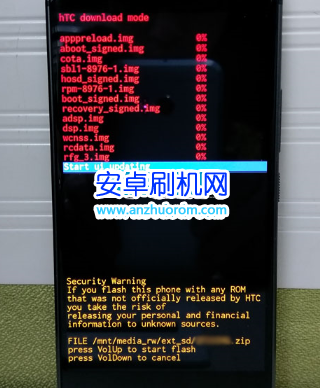 hTC download mode
apppreload.img 0%
aboot_signed.img 0%
cota.img 0%
sbl1-8976-1.img 0%
hosd_signed.img 0%
rpm-8976-1.img 0%
boot_signed.img 0%
recovery_signed.img 0%
adsp.img 0%
dsp.img 0%
wcnss.img 0%
rcdata.img 0%
rfg_3.img 0%
Start ui_updating
安卓刷机网
www.anzhuorom.com
Security Warning
If you flash this phone with any ROM
that was not officially released by HTC
you take the risk of
releasing your personal and financial
information to unknown sources.
FILE /mnt/media_rw/ext_sd/ .zip
press VolUp to start flash
press VolDown to cancel